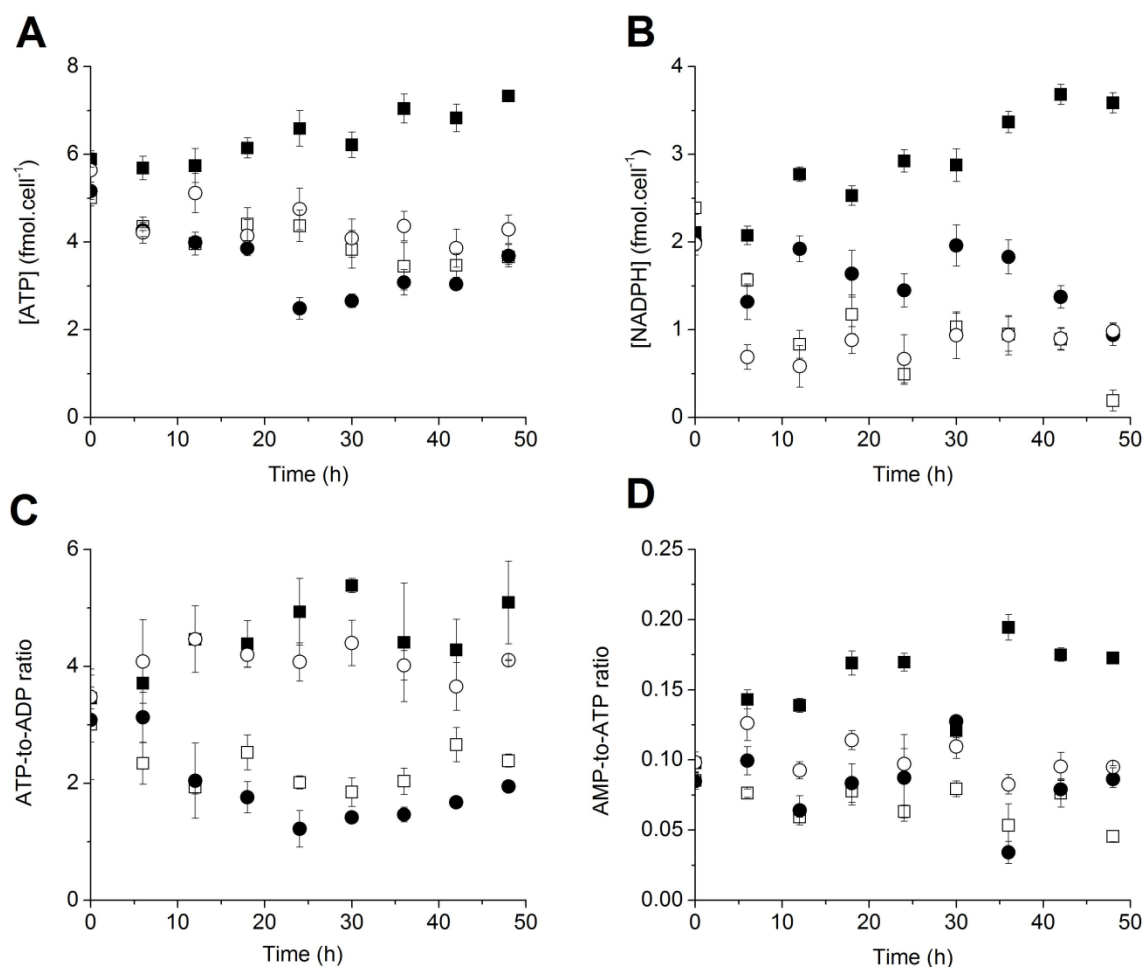 A
8
6
4
2
0
[ATP] (fmol.cell⁻¹)
0 10 20 30 40 50
Time (h)
B
4
3
2
1
0
[NADPH] (fmol.cell⁻¹)
0 10 20 30 40 50
Time (h)
C
6
4
2
0
ATP-to-ADP ratio
0 10 20 30 40 50
Time (h)
D
0.25
0.20
0.15
0.10
0.05
0.00
AMP-to-ATP ratio
0 10 20 30 40 50
Time (h)